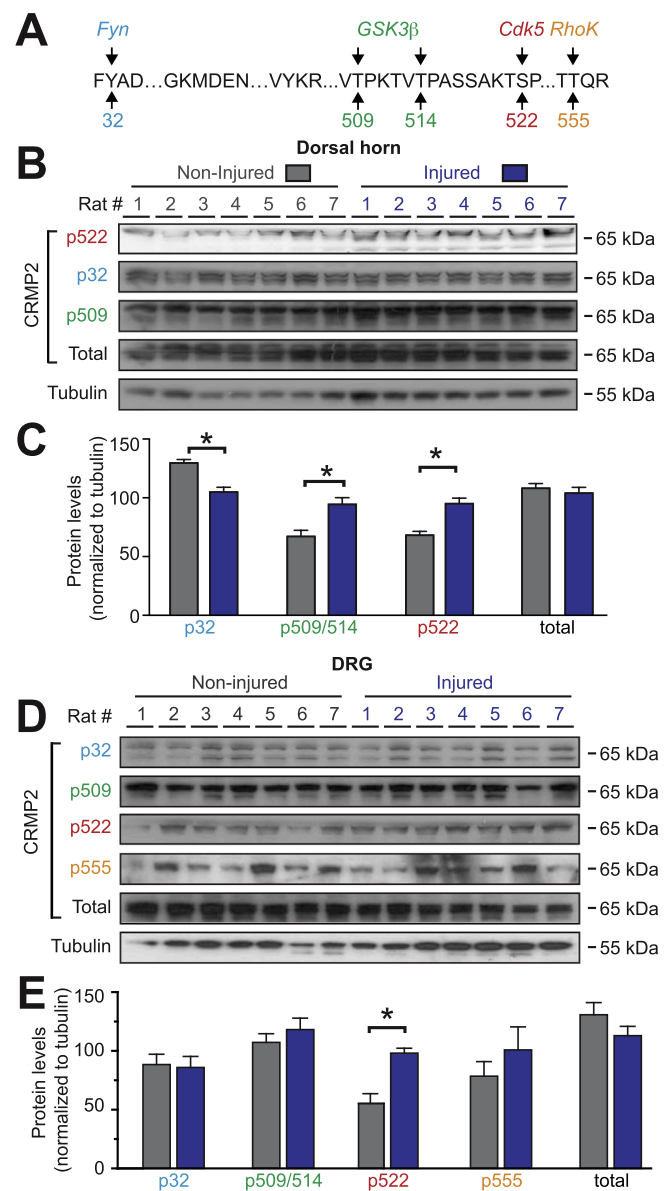 A
Fyn GSK3β Cdk5 RhoK
FYAD...GKMDEN...VYKR...VTPKTVTPASSAKTSP...TTQR
32 509 514 522 555
B
Dorsal horn
Non-Injured Injured
Rat # 1 2 3 4 5 6 7 1 2 3 4 5 6 7
CRMP2
p522 65 kDa
p32 65 kDa
p509 65 kDa
Total 65 kDa
Tubulin 55 kDa
C
Protein levels
(normalized to tubulin)
150
100
50
0
* * *
p32 p509/514 p522 total
DRG
D
Non-injured Injured
Rat # 1 2 3 4 5 6 7 1 2 3 4 5 6 7
CRMP2
p32 65 kDa
p509 65 kDa
p522 65 kDa
p555 65 kDa
Total 65 kDa
Tubulin 55 kDa
E
Protein levels
(normalized to tubulin)
150
100
50
0
*
p32 p509/514 p522 p555 total